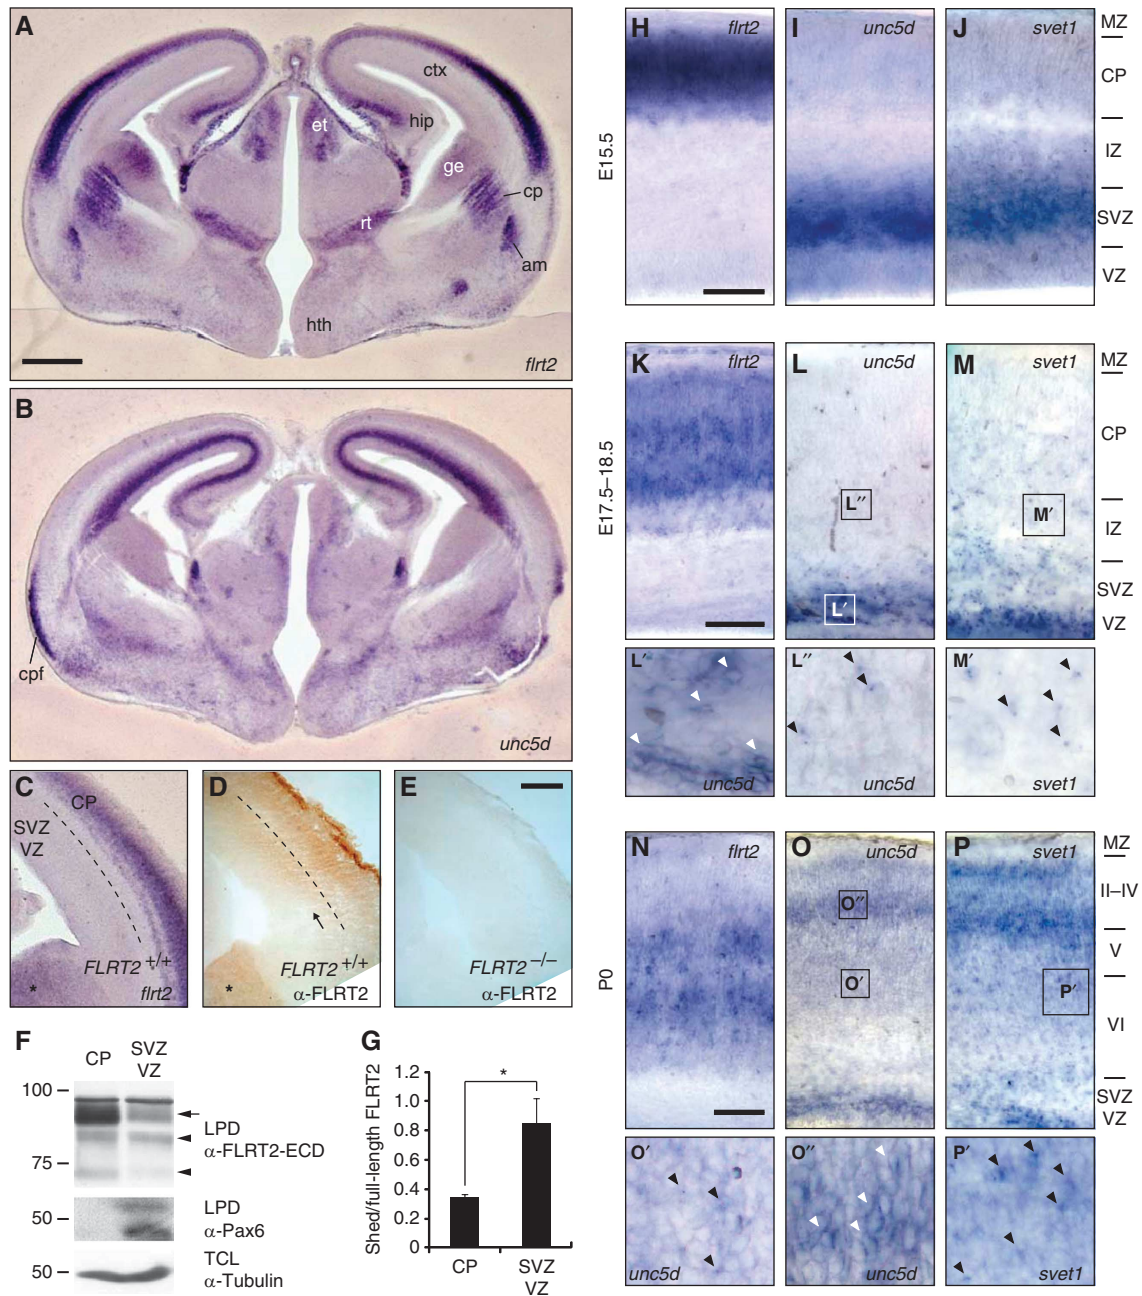 A
ctx
et
hip
ge
cp
rt
am
hth
flrt2
B
cpf
unc5d
C
CP
SVZ
VZ
FLRT2 +/+
*
flrt2
D
FLRT2 +/+
*
α-FLRT2
E
FLRT2 −/−
α-FLRT2
F
CP
SVZ
VZ
100
75
LPD
α-FLRT2-ECD
50
LPD
α-Pax6
50
TCL
α-Tubulin
G
Shed/full-length FLRT2
1.2
1.0
0.8
0.6
0.4
0.2
0
*
CP
SVZ
VZ
E15.5
H
flrt2
I
unc5d
J
svet1
MZ
CP
IZ
SVZ
VZ
E17.5–18.5
K
flrt2
L
unc5d
L″
L′
M
svet1
M′
MZ
CP
IZ
SVZ
VZ
L′
unc5d
L″
unc5d
M′
svet1
P0
N
flrt2
O
unc5d
O″
O′
P
svet1
P′
MZ
II–IV
V
VI
SVZ
VZ
O′
unc5d
O″
unc5d
P′
svet1